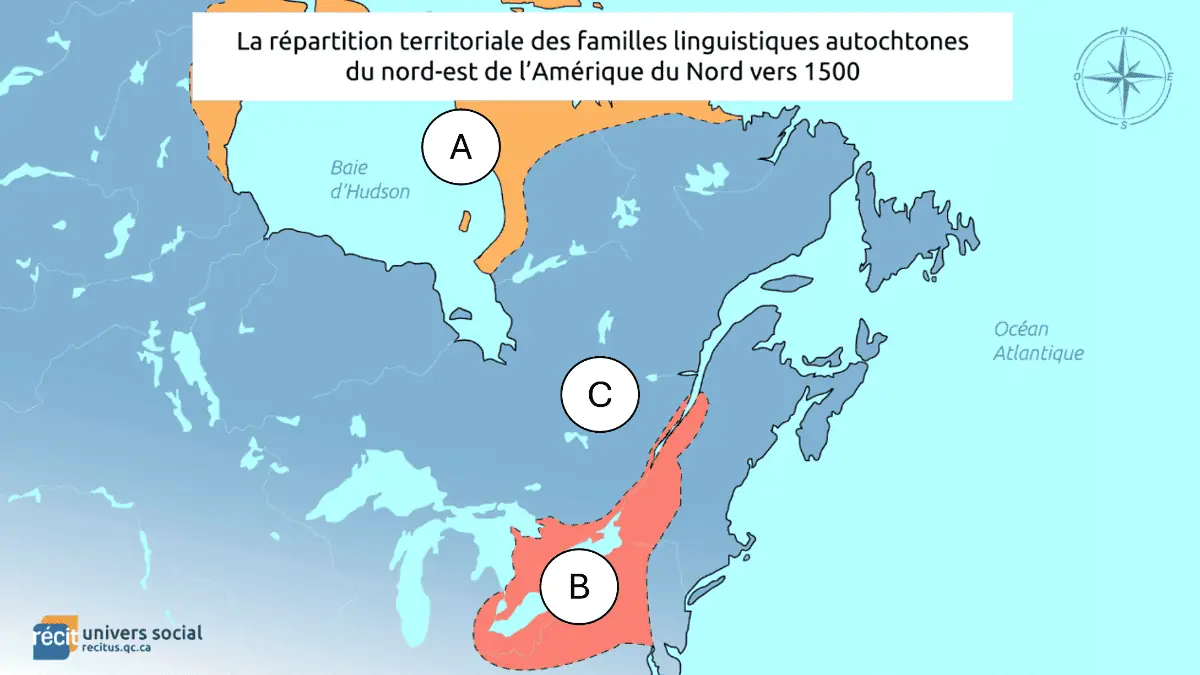 La répartition territoriale des familles linguistiques autochtones
du nord-est de l’Amérique du Nord vers 1500
N
O
E
S
A
Baie
d’Hudson
Océan
Atlantique
C
B
récit univers social
recitus.qc.ca